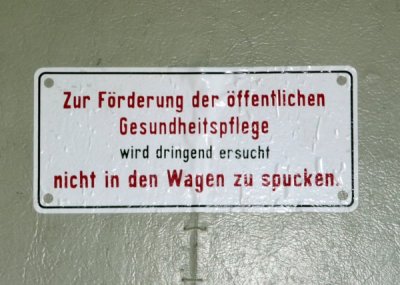 Zur Förderung der öffentlichen
Gesundheitspflege
wird dringend ersucht
nicht in den Wagen zu spucken.